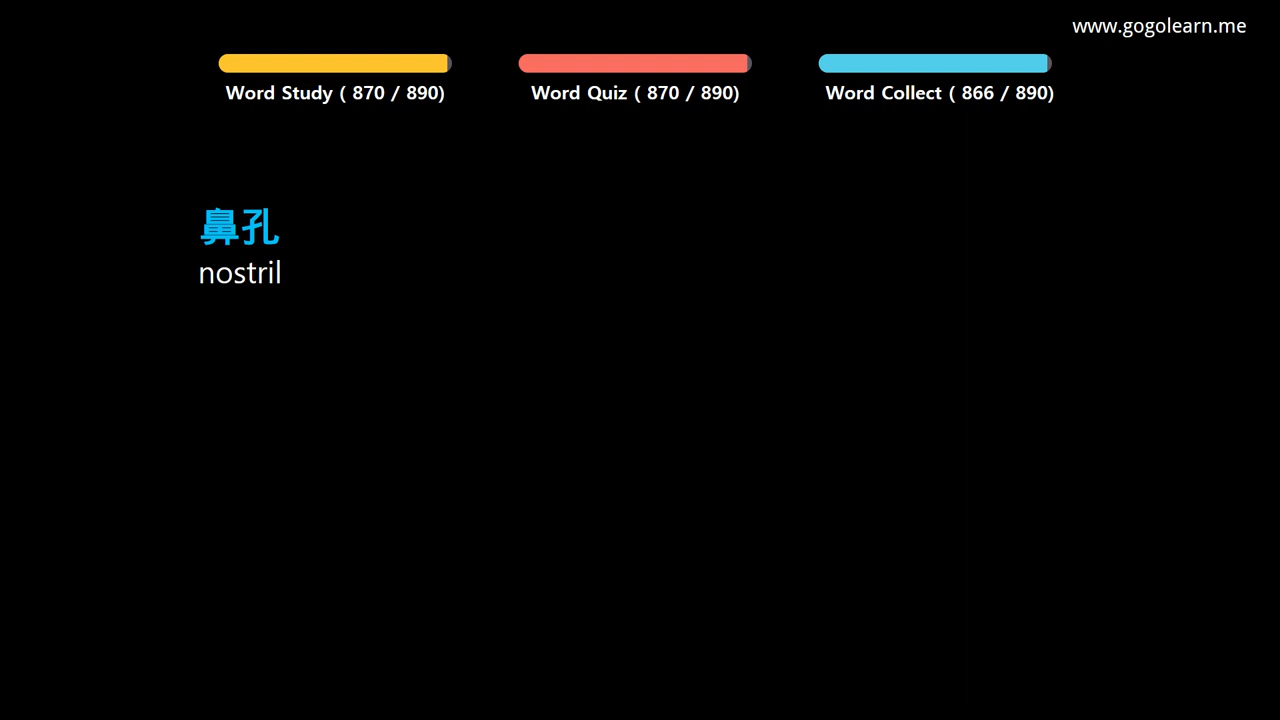 www.gogolearn.me
Word Study ( 870 / 890)
Word Quiz ( 870 / 890)
Word Collect ( 866 / 890)
鼻孔
nostril